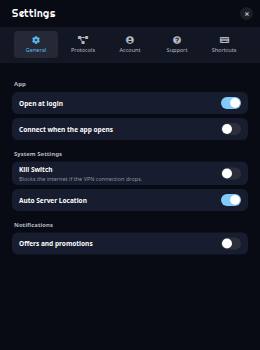 Settings
General
Protocols
Account
Support
Shortcuts
App
Open at login
Connect when the app opens
System Settings
Kill Switch
Blocks the internet if the VPN connection drops.
Auto Server Location
Notifications
Offers and promotions